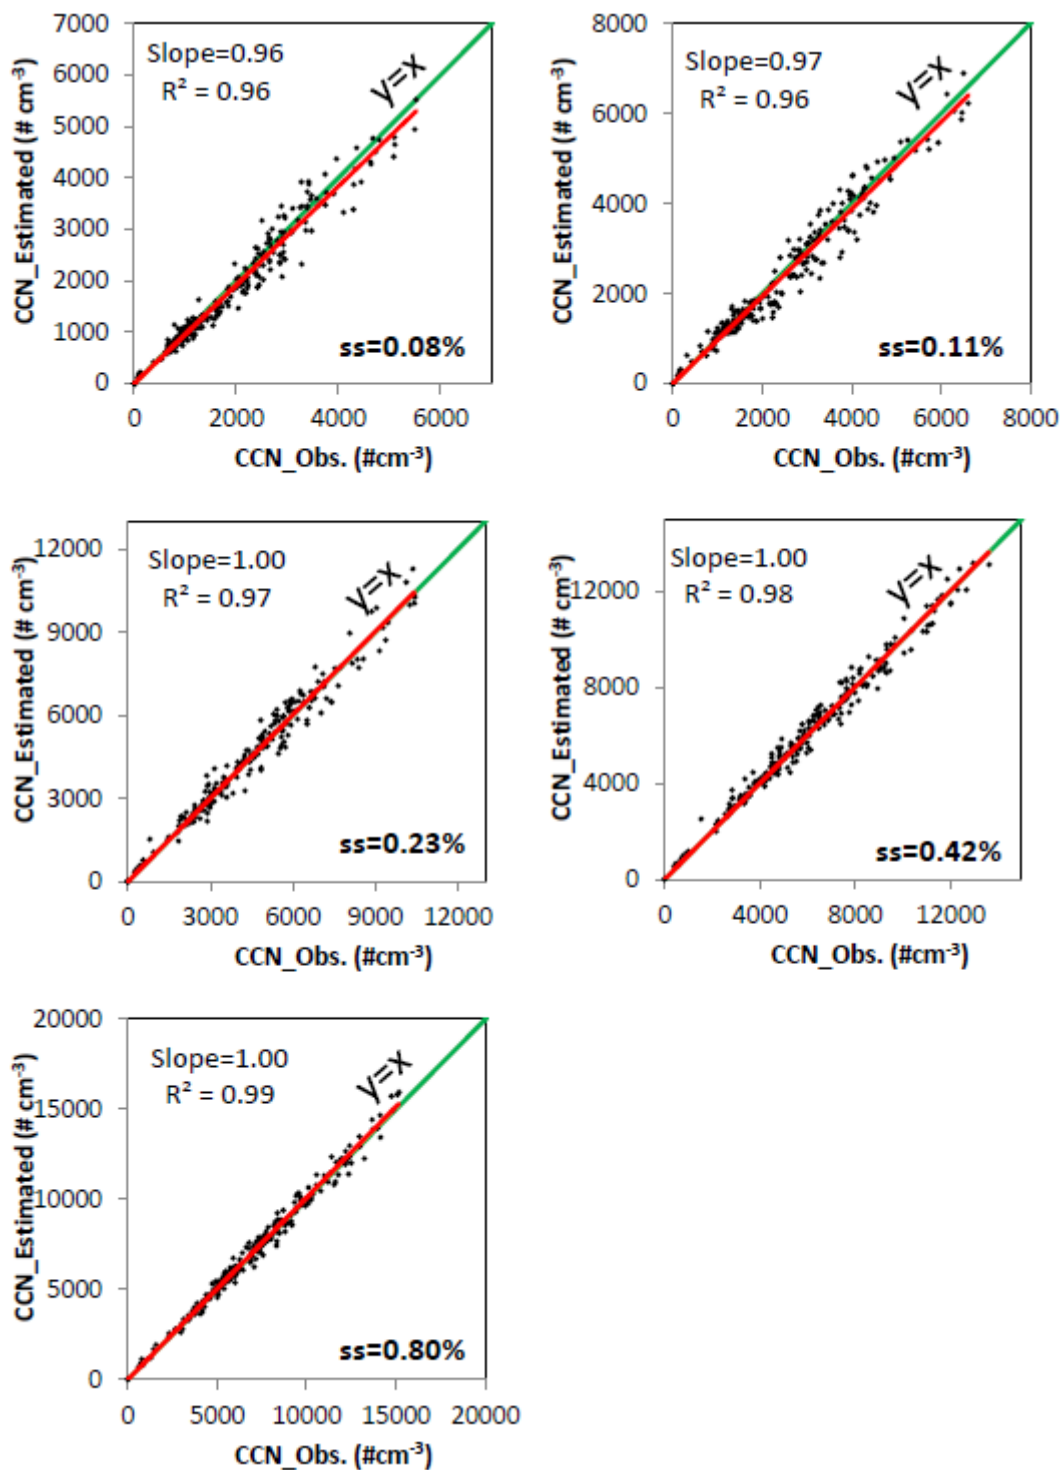 7000
6000
5000
4000
3000
2000
1000
0
CCN_Estimated (# cm⁻³)
Slope=0.96
R² = 0.96
y=x
ss=0.08%
0 2000 4000 6000
CCN_Obs. (#cm⁻³)
8000
6000
4000
2000
0
CCN_Estimated (# cm⁻³)
Slope=0.97
R² = 0.96
y=x
ss=0.11%
0 2000 4000 6000 8000
CCN_Obs. (#cm⁻³)
12000
9000
6000
3000
0
CCN_Estimated (# cm⁻³)
Slope=1.00
R² = 0.97
y=x
ss=0.23%
0 3000 6000 9000 12000
CCN_Obs. (#cm⁻³)
12000
8000
4000
0
CCN_Estimated (# cm⁻³)
Slope=1.00
R² = 0.98
y=x
ss=0.42%
0 4000 8000 12000
CCN_Obs. (#cm⁻³)
20000
15000
10000
5000
0
CCN_Estimated (# cm⁻³)
Slope=1.00
R² = 0.99
y=x
ss=0.80%
0 5000 10000 15000 20000
CCN_Obs. (#cm⁻³)